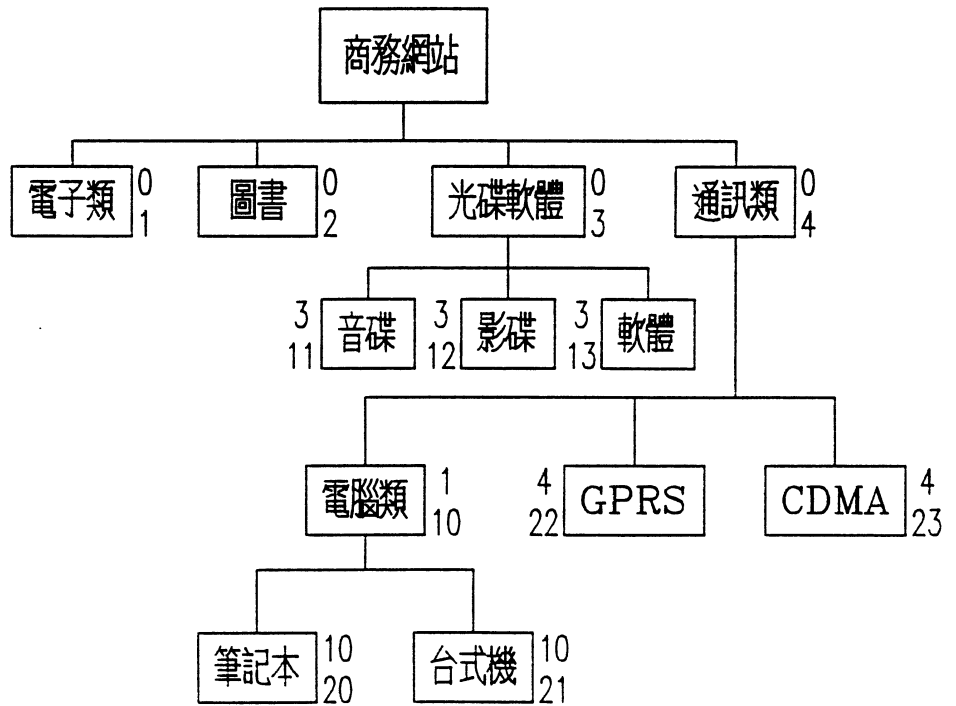 商務網站
電子類 0
1
圖書 0
2
光碟軟體 0
3
通訊類 0
4
3 音碟
11
3 影碟
12
3 軟體
13
電腦類 1
10
4 GPRS
22
CDMA 4
23
筆記本 10
20
台式機 10
21